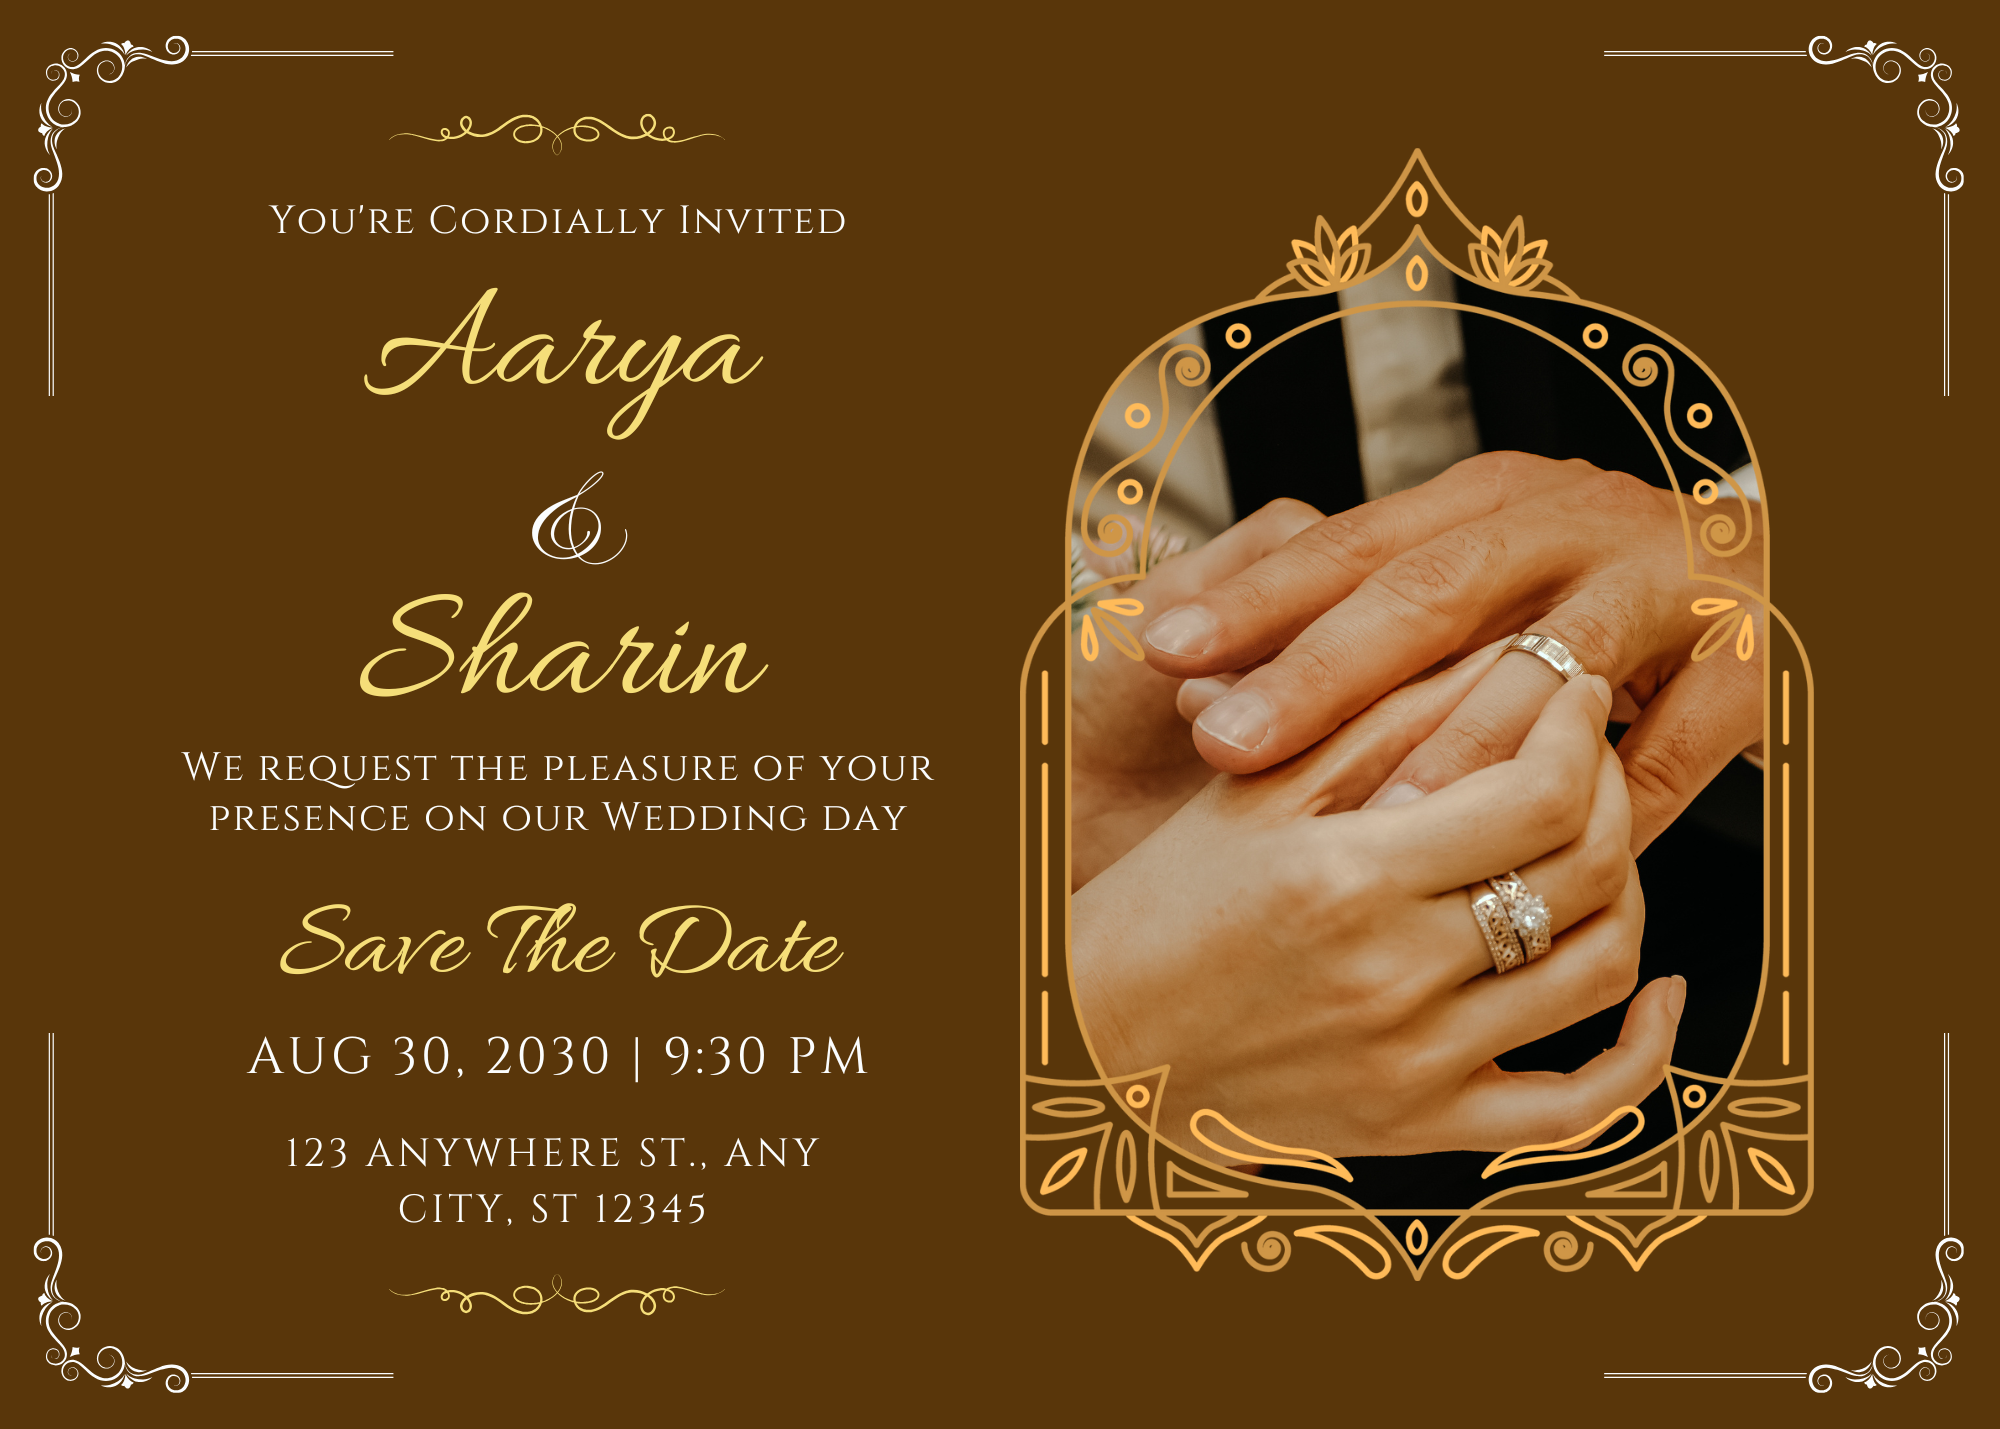 You're Cordially Invited
Aarya
&
Sharin
We request the pleasure of your
presence on our Wedding day
Save The Date
AUG 30, 2030 | 9:30 PM
123 ANYWHERE ST., ANY
CITY, ST 12345